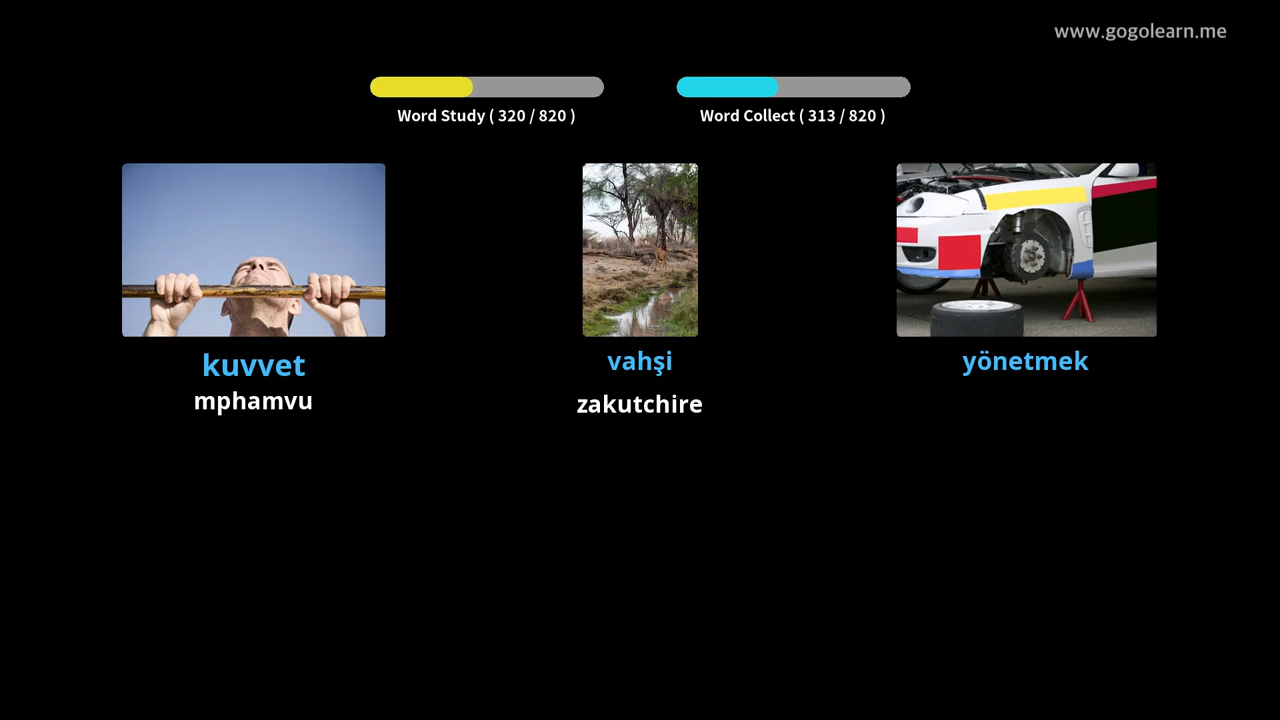 www.gogolearn.me
Word Study ( 320 / 820 )
Word Collect ( 313 / 820 )
kuvvet
vahşi
yönetmek
mphamvu
zakutchire